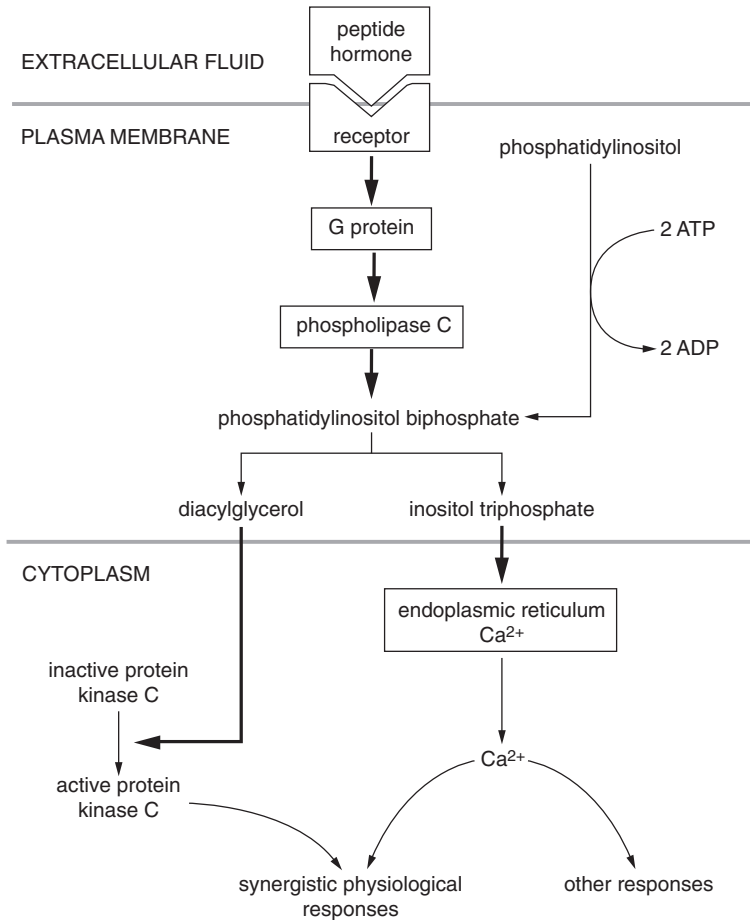 peptide
hormone
EXTRACELLULAR FLUID
PLASMA MEMBRANE
receptor
phosphatidylinositol
G protein
2 ATP
phospholipase C
2 ADP
phosphatidylinositol biphosphate
diacylglycerol
inositol triphosphate
CYTOPLASM
endoplasmic reticulum
Ca²⁺
inactive protein
kinase C
Ca²⁺
active protein
kinase C
synergistic physiological
responses
other responses